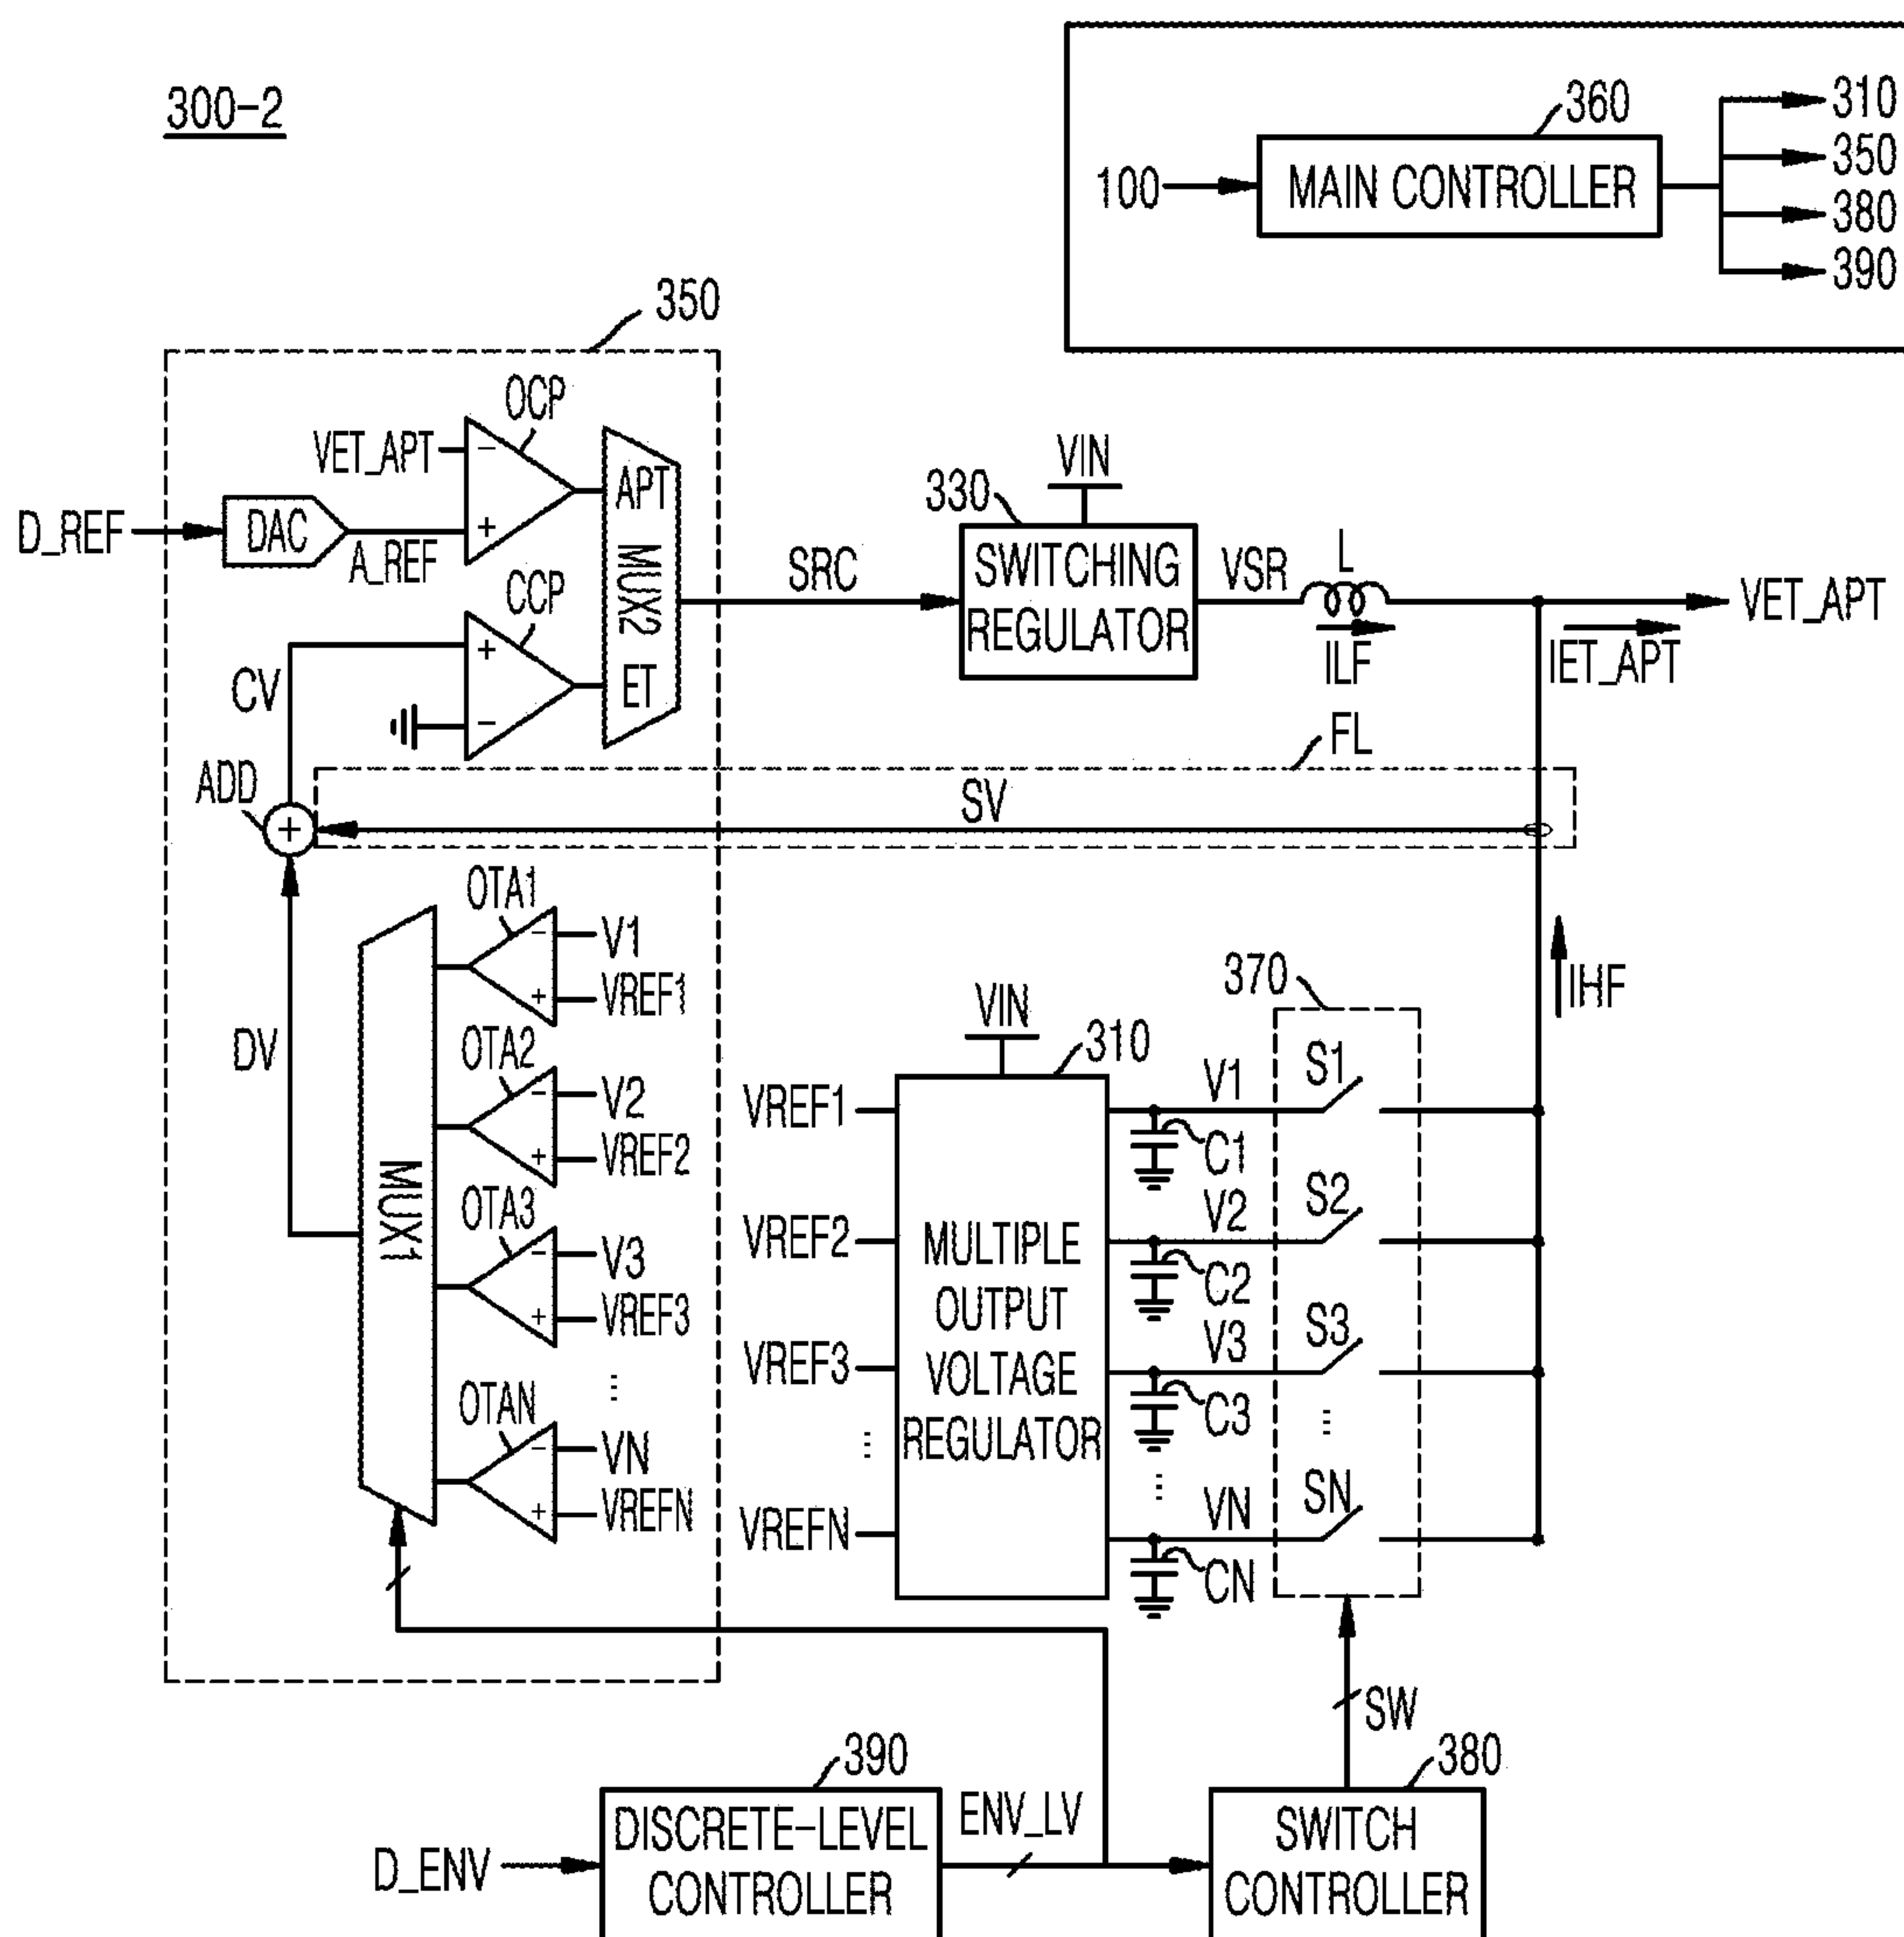 300-2
360
310
100
MAIN CONTROLLER
350
380
390
350
OCP
VET_APT
−
+
APT
D_REF
DAC
A_REF
MUX2
CCP
+
−
ET
CV
SRC
330
VIN
SWITCHING
REGULATOR
VSR
L
ILF
VET_APT
IET_APT
FL
ADD
+
SV
DV
MUX1
OTA1
−
V1
+
VREF1
OTA2
−
V2
+
VREF2
OTA3
−
V3
+
VREF3
⋮
OTAN
−
VN
+
VREFN
VIN
310
370
IHF
VREF1
VREF2
VREF3
⋮
VREFN
MULTIPLE
OUTPUT
VOLTAGE
REGULATOR
V1
S1
C1
V2
S2
C2
V3
S3
C3
⋮
⋮
VN
SN
CN
SW
390
380
D_ENV
DISCRETE-LEVEL
CONTROLLER
ENV_LV
SWITCH
CONTROLLER